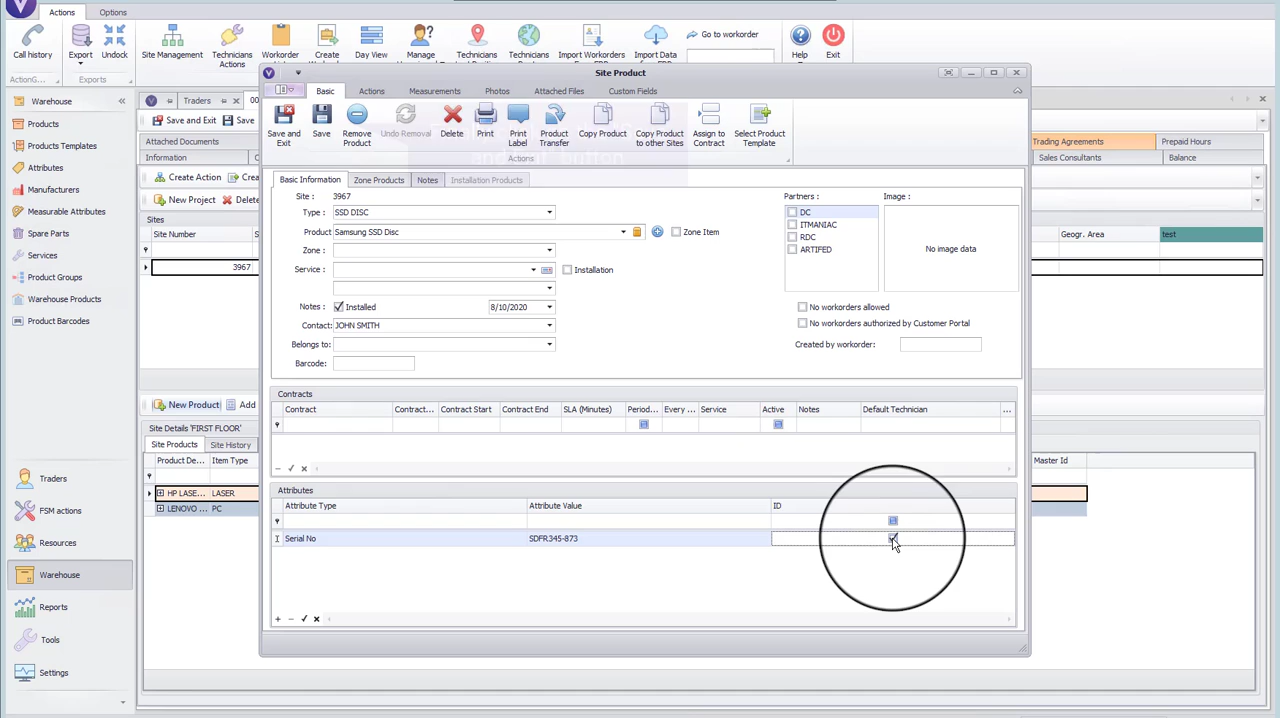 Actions Options
Call history
Export
Undock
Site Management
Technicians Actions
Workorder
Create
Day View
Manage
Technicians
Technicians
Import Workorders
Import Data
Go to workorder
Help
Exit
ActionG...
Exports
Site Product
Warehouse
Products
Products Templates
Attributes
Manufacturers
Measurable Attributes
Spare Parts
Services
Product Groups
Warehouse Products
Product Barcodes
Traders
FSM actions
Resources
Warehouse
Reports
Tools
Settings
Traders
Save and Exit Save
Attached Documents
Information
Create Action
New Project Delete
Sites
Site Number
3967
New Product Add
Site Details 'FIRST FLOOR'
Site Products Site History
Product De... Item Type
HP LASE... LASER
LENOVO ... PC
Basic Actions Measurements Photos Attached Files Custom Fields
Save and Exit
Save
Remove Product
Undo Removal
Delete
Print
Print Label
Product Transfer
Copy Product
Copy Product to other Sites
Assign to Contract
Select Product Template
Actions
Basic Information Zone Products Notes Installation Products
Site : 3967
Type : SSD DISC
Product Samsung SSD Disc
Zone Item
Zone :
Service :
Installation
Notes : Installed 8/10/2020
Contact: JOHN SMITH
Belongs to:
Barcode:
Partners :
DC
ITMANIAC
RDC
ARTIFED
Image :
No image data
No workorders allowed
No workorders authorized by Customer Portal
Created by workorder:
Contracts
Contract Contract... Contract Start Contract End SLA (Minutes) Period... Every ... Service Active Notes Default Technician ...
Attributes
Attribute Type Attribute Value ID
Serial No SDFR345-873
Trading Agreements Prepaid Hours
Sales Consultants Balance
Geogr. Area test
Master Id